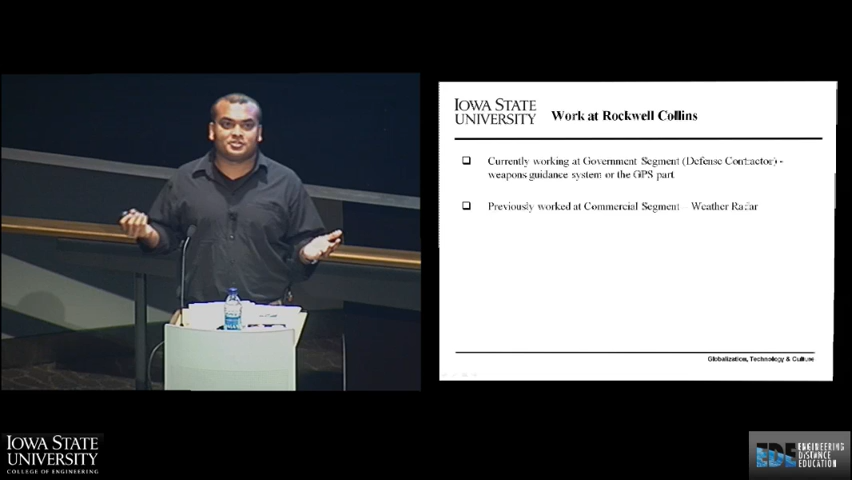 IOWA STATE
UNIVERSITY
Work at Rockwell Collins
Currently working at Government Segment (Defense Contractor) -
weapons guidance system or the GPS part
Previously worked at Commercial Segment Weather Radar
Globalization, Technology & Culture
IOWA STATE
UNIVERSITY
COLLEGE OF ENGINEERING
EDE ENGINEERING
DISTANCE
EDUCATION